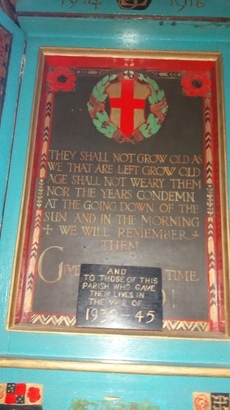 1914 1918
THEY SHALL NOT GROW OLD AS
WE THAT ARE LEFT GROW OLD
AGE SHALL NOT WEARY THEM
NOR THE YEARS CONDEMN
AT THE GOING DOWN OF THE
SUN AND IN THE MORNING
+ WE WILL REMEMBER +
THEM
GIVE TIME
AND
TO THOSE OF THIS
PARISH WHO GAVE
THEIR LIVES IN
THE WAR OF
1939-45